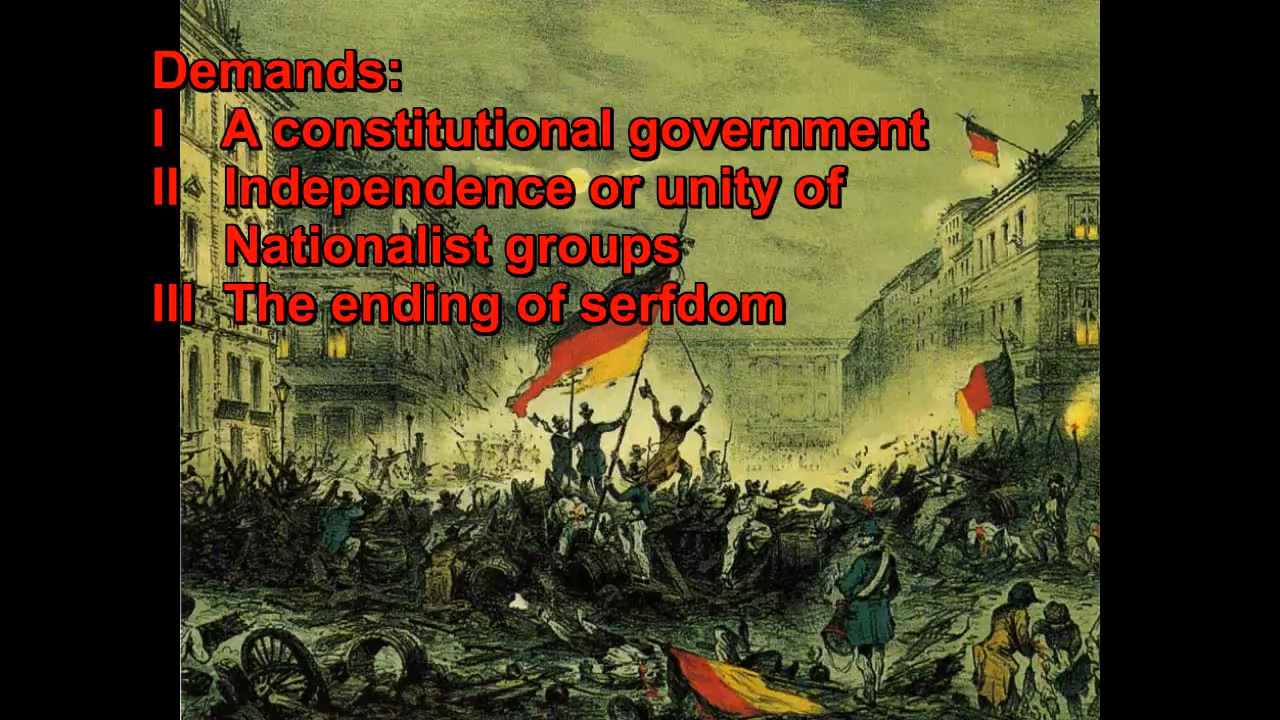 Demands:
I A constitutional government
II Independence or unity of
Nationalist groups
III The ending of serfdom